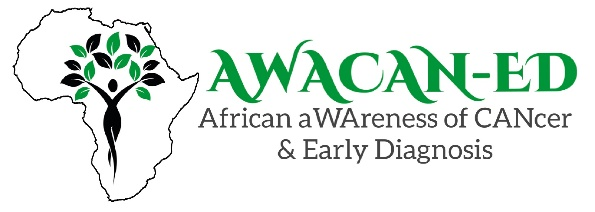 AWACAN-ED
African aWAreness of CANcer
& Early Diagnosis